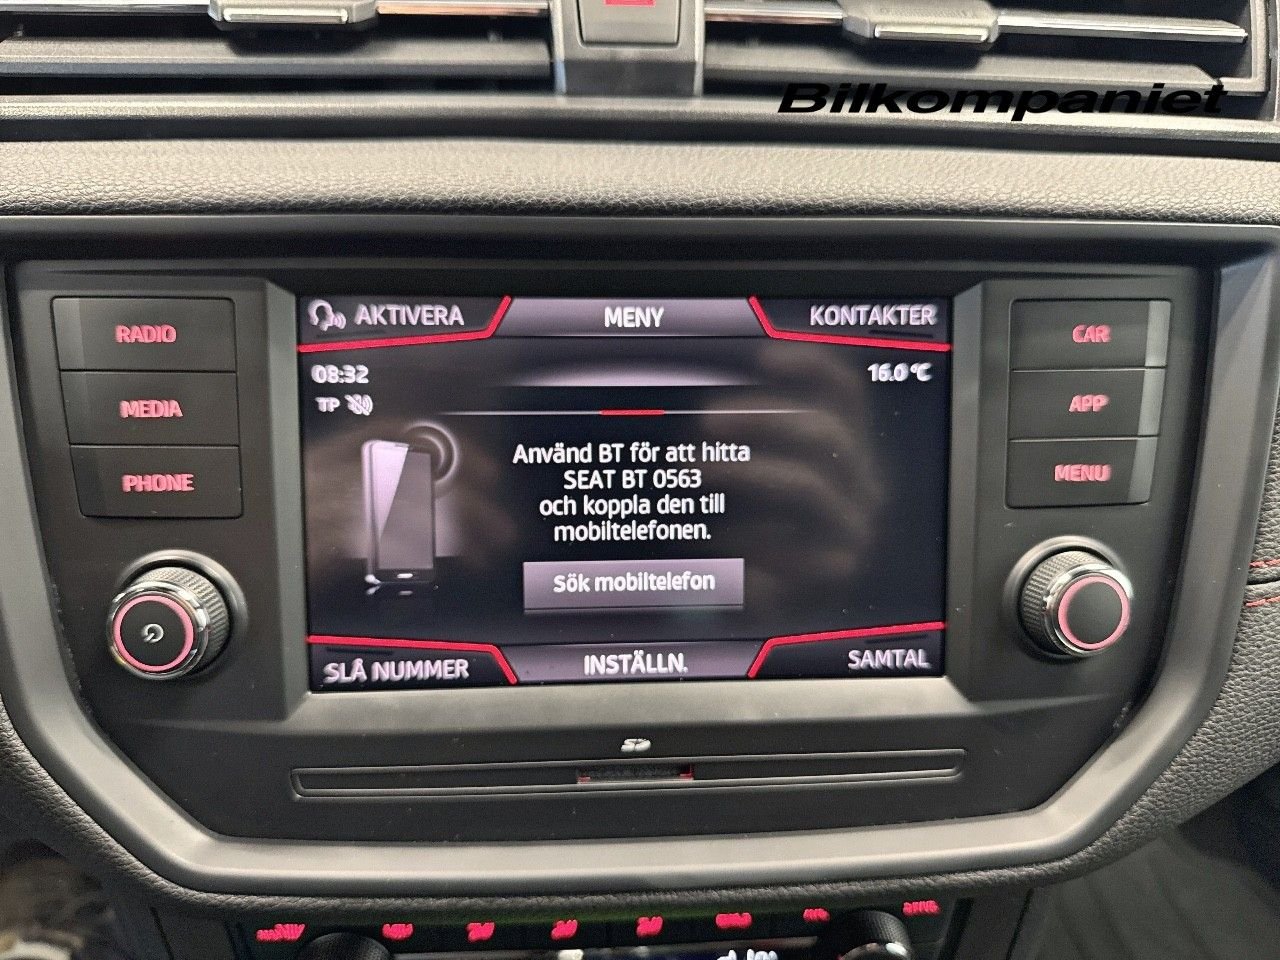 Bilkompaniet
RADIO
MEDIA
PHONE
AKTIVERA
MENY
KONTAKTER
08:32
16.0 °C
TP
Använd BT för att hitta
SEAT BT 0563
och koppla den till
mobiltelefonen.
Sök mobiltelefon
SLÅ NUMMER
INSTÄLLN.
SAMTAL
CAR
APP
MENU
SD